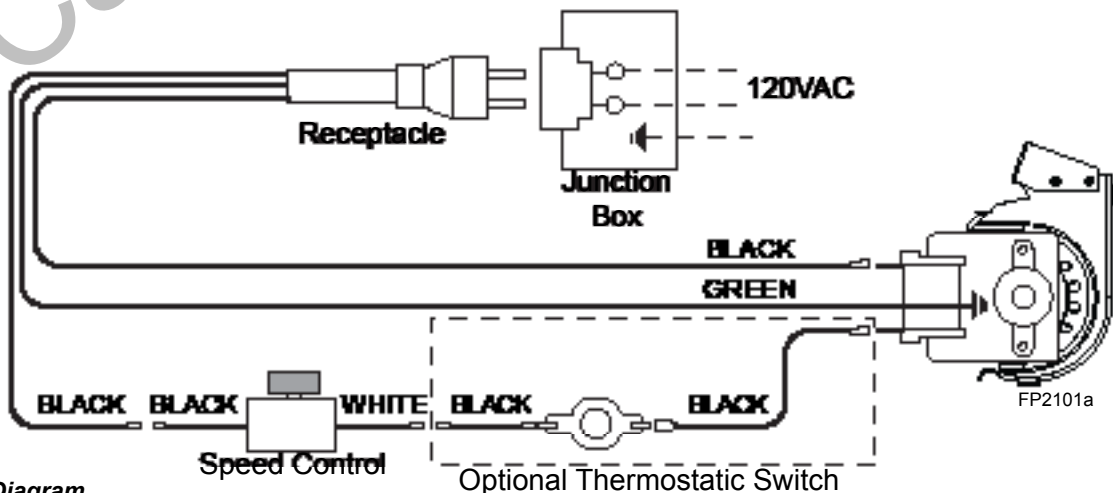 120VAC
Receptacle
Junction
Box
BLACK
GREEN
BLACK BLACK WHITE BLACK BLACK
FP2101a
Speed Control
Optional Thermostatic Switch
Diagram